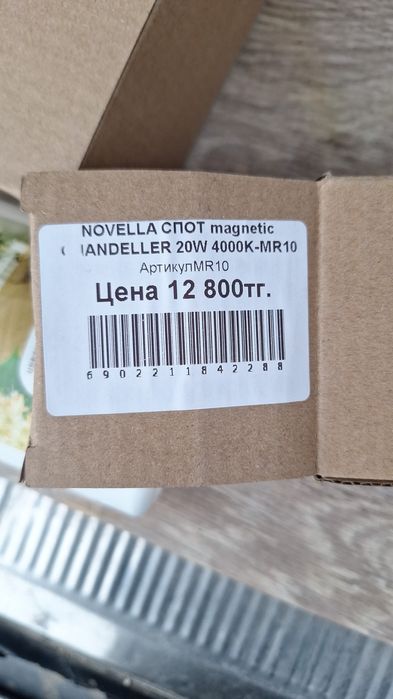 NOVELLA СПОТ magnetic
HANDELLER 20W 4000K-MR10
АртикулMR10
Цена 12 800тг.
6902211842288